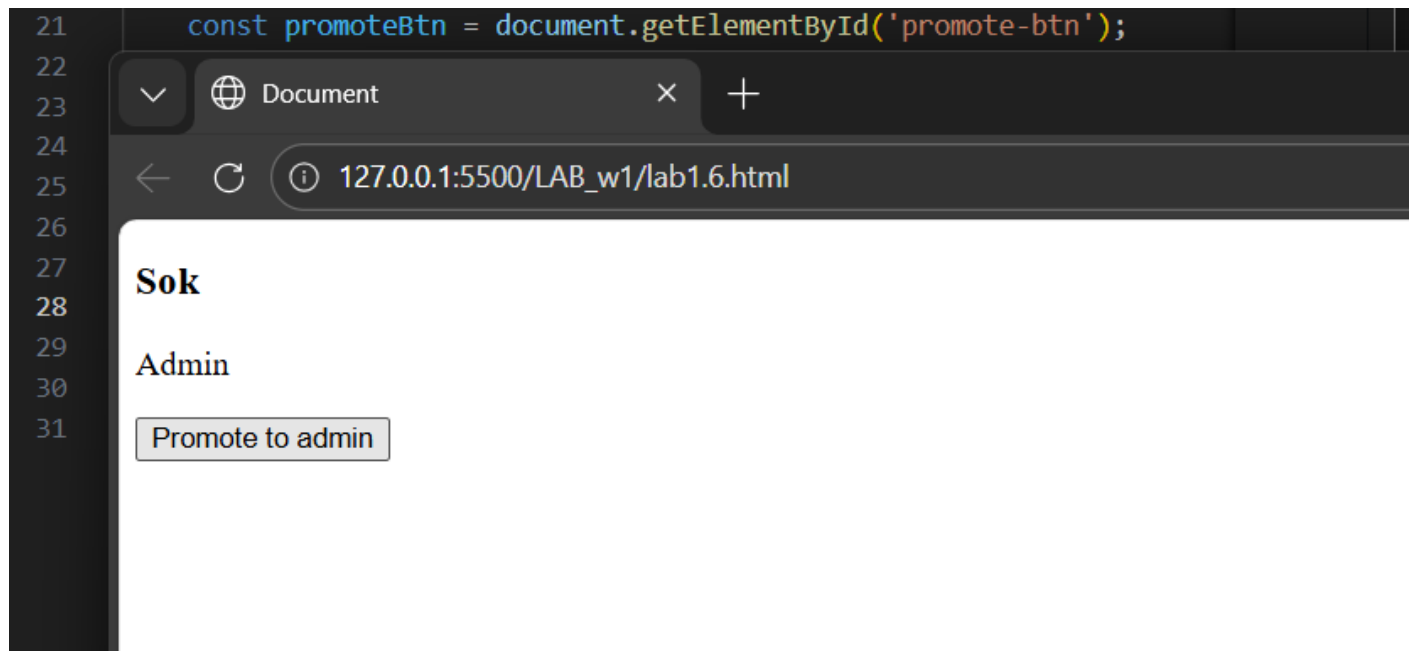 21 const promoteBtn = document.getElementById('promote-btn');
22
Document
23
24
127.0.0.1:5500/LAB_w1/lab1.6.html
25
26
27
Sok
28
29
Admin
30
31
Promote to admin